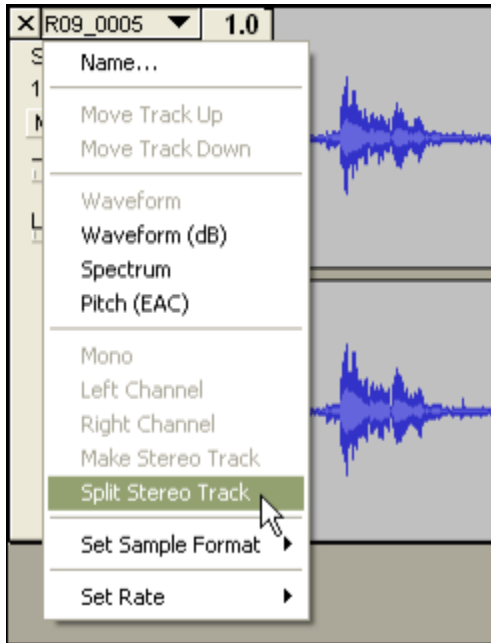 R09_0005 1.0
Name...
Move Track Up
Move Track Down
Waveform
Waveform (dB)
Spectrum
Pitch (EAC)
Mono
Left Channel
Right Channel
Make Stereo Track
Split Stereo Track
Set Sample Format
Set Rate